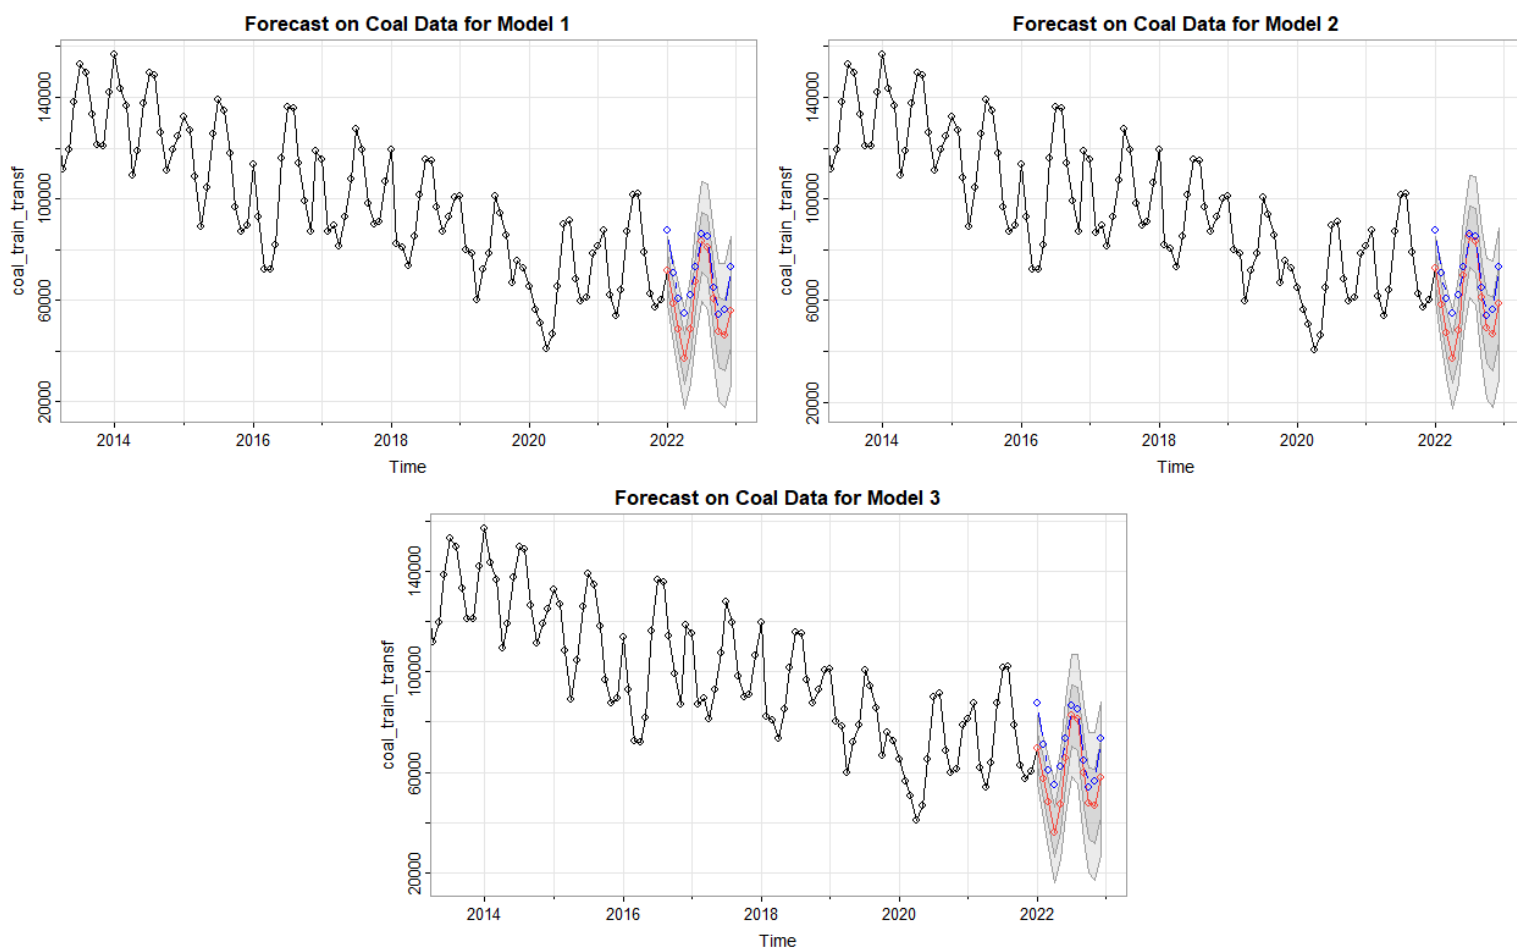 Forecast on Coal Data for Model 1
coal_train_transf
140000
100000
60000
20000
2014 2016 2018 2020 2022
Time
Forecast on Coal Data for Model 2
coal_train_transf
140000
100000
60000
20000
2014 2016 2018 2020 2022
Time
Forecast on Coal Data for Model 3
coal_train_transf
140000
100000
60000
20000
2014 2016 2018 2020 2022
Time